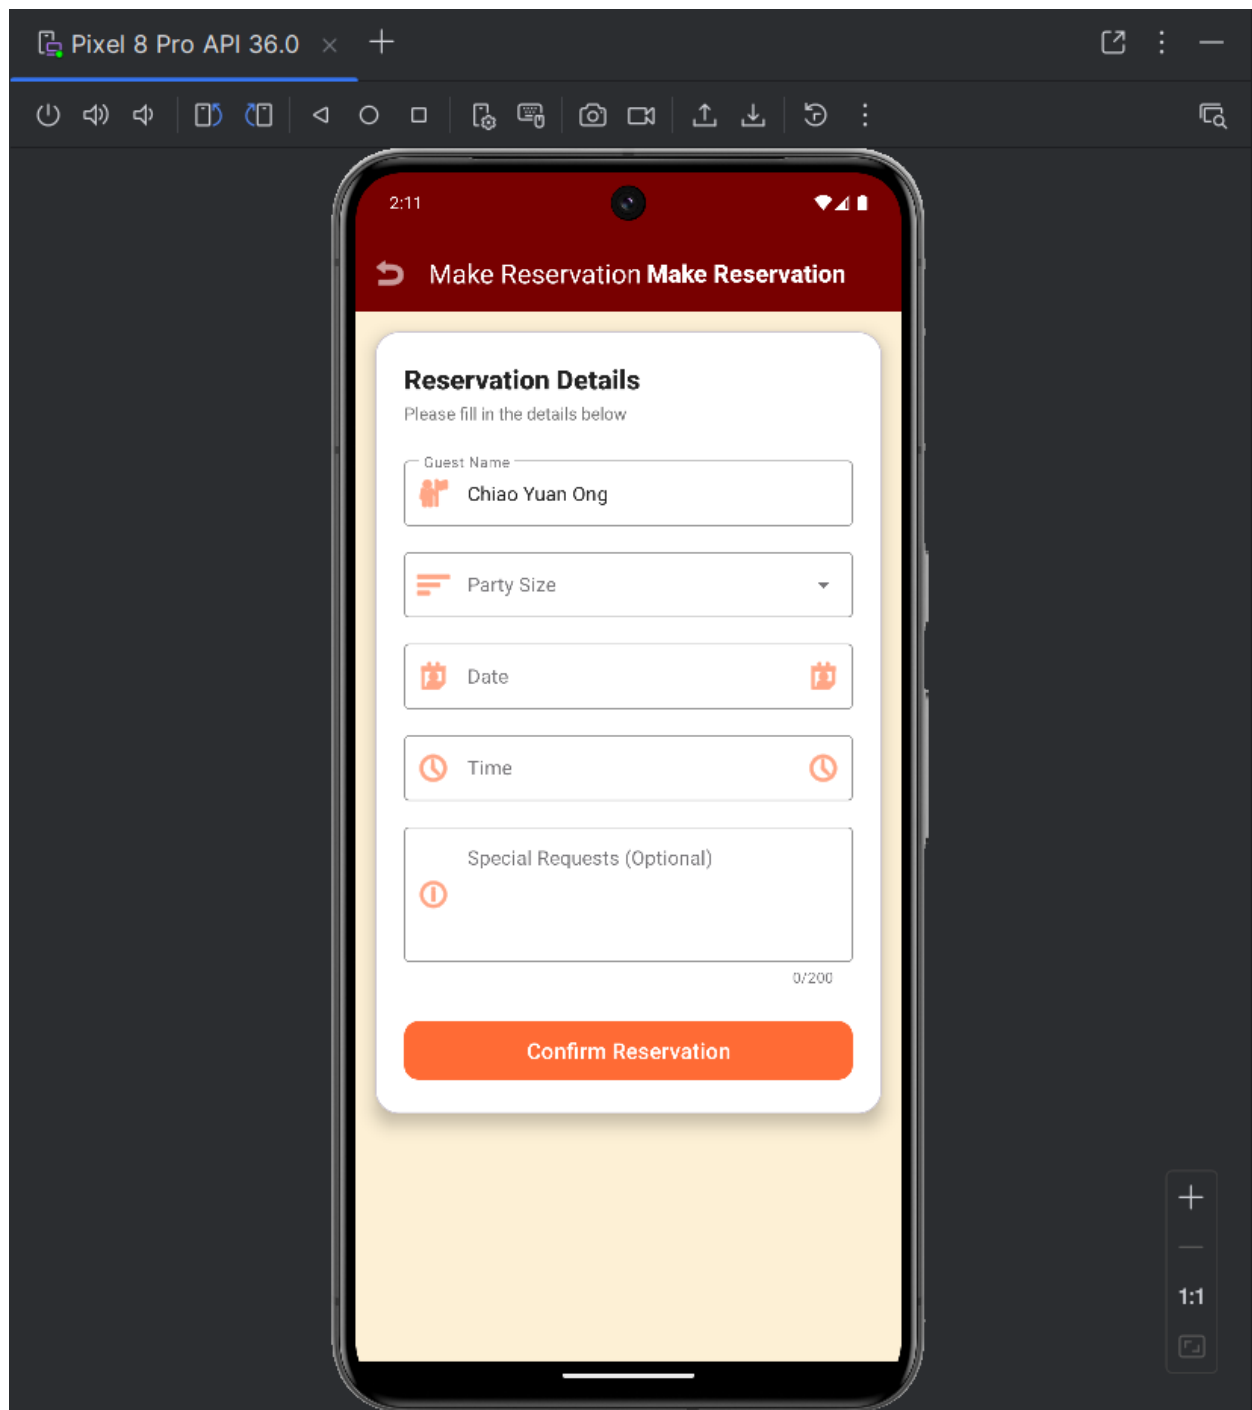 Pixel 8 Pro API 36.0
2:11
Make Reservation Make Reservation
Reservation Details
Please fill in the details below
Guest Name
Chiao Yuan Ong
Party Size
Date
Time
Special Requests (Optional)
0/200
Confirm Reservation
1:1